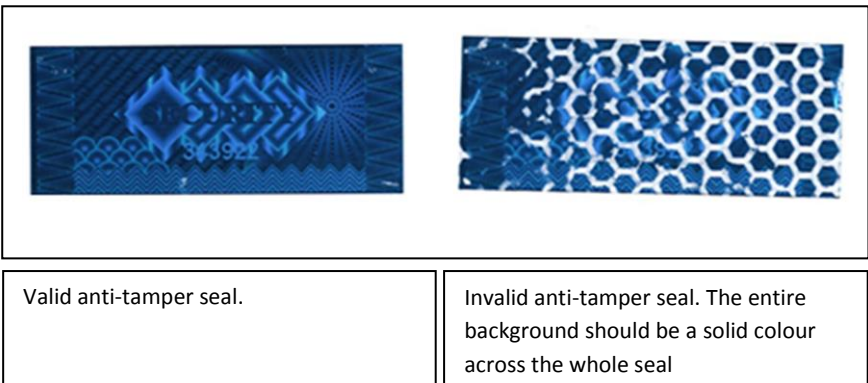 SECURITY
343922
Valid anti-tamper seal.
Invalid anti-tamper seal. The entire
background should be a solid colour
across the whole seal